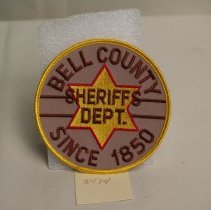 BELL COUNTY
SHERIFFS
DEPT.
SINCE 1850